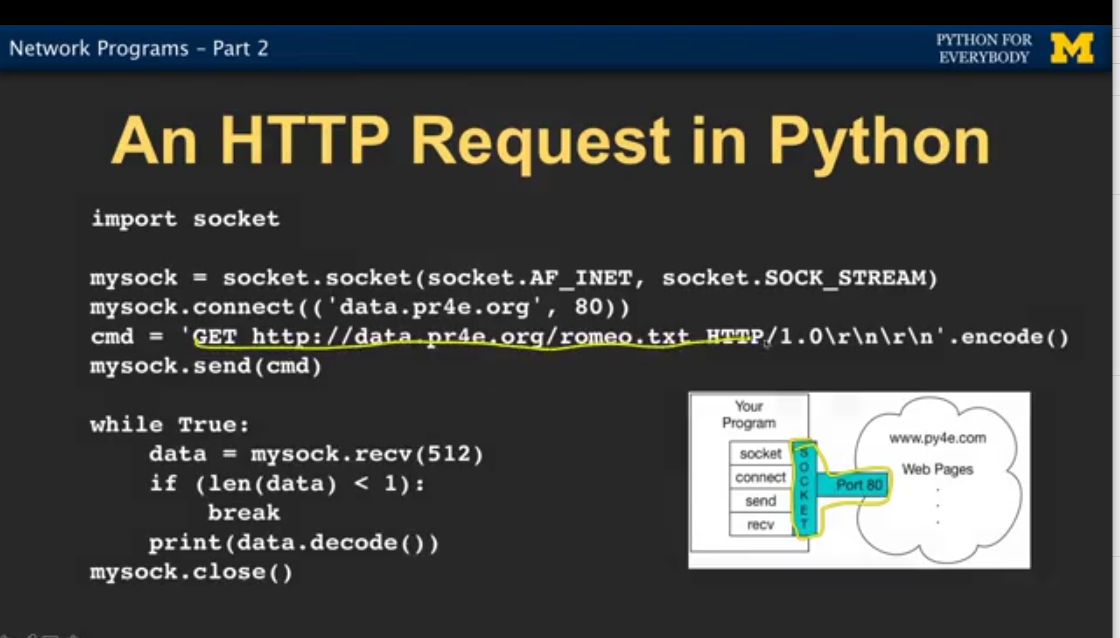 Network Programs – Part 2
PYTHON FOR
EVERYBODY
M
An HTTP Request in Python
import socket
mysock = socket.socket(socket.AF_INET, socket.SOCK_STREAM)
mysock.connect(('data.pr4e.org', 80))
cmd = 'GET http://data.pr4e.org/romeo.txt HTTP/1.0\r\n\r\n'.encode()
mysock.send(cmd)
while True:
    data = mysock.recv(512)
    if (len(data) < 1):
        break
    print(data.decode())
mysock.close()
Your
Program
socket
connect
send
recv
SOCKET
Port 80
www.py4e.com
Web Pages
.
.
.